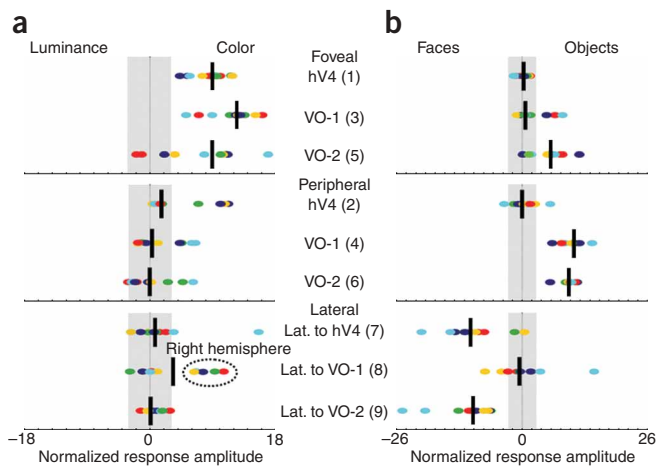 a
b
Luminance Color Faces Objects
Foveal
hV4 (1)
VO-1 (3)
VO-2 (5)
Peripheral
hV4 (2)
VO-1 (4)
VO-2 (6)
Lateral
Lat. to hV4 (7)
Right hemisphere
Lat. to VO-1 (8)
Lat. to VO-2 (9)
–18 0 18 –26 0 26
Normalized response amplitude Normalized response amplitude